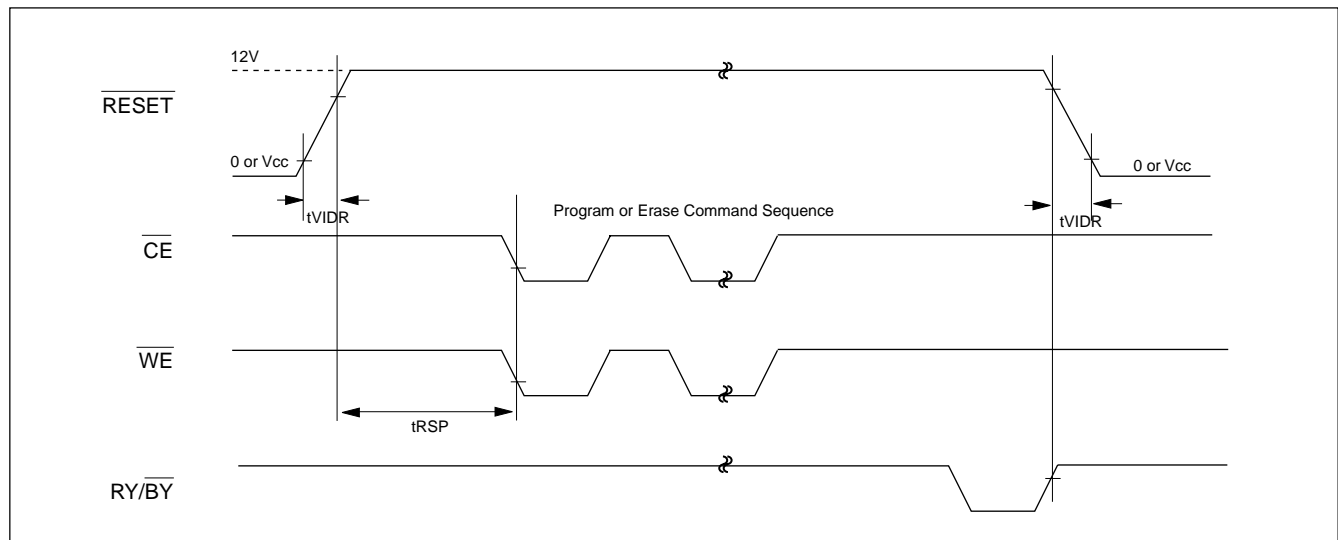 12V
RESET
0 or Vcc
0 or Vcc
tVIDR
Program or Erase Command Sequence
tVIDR
CE
WE
tRSP
RY/BY